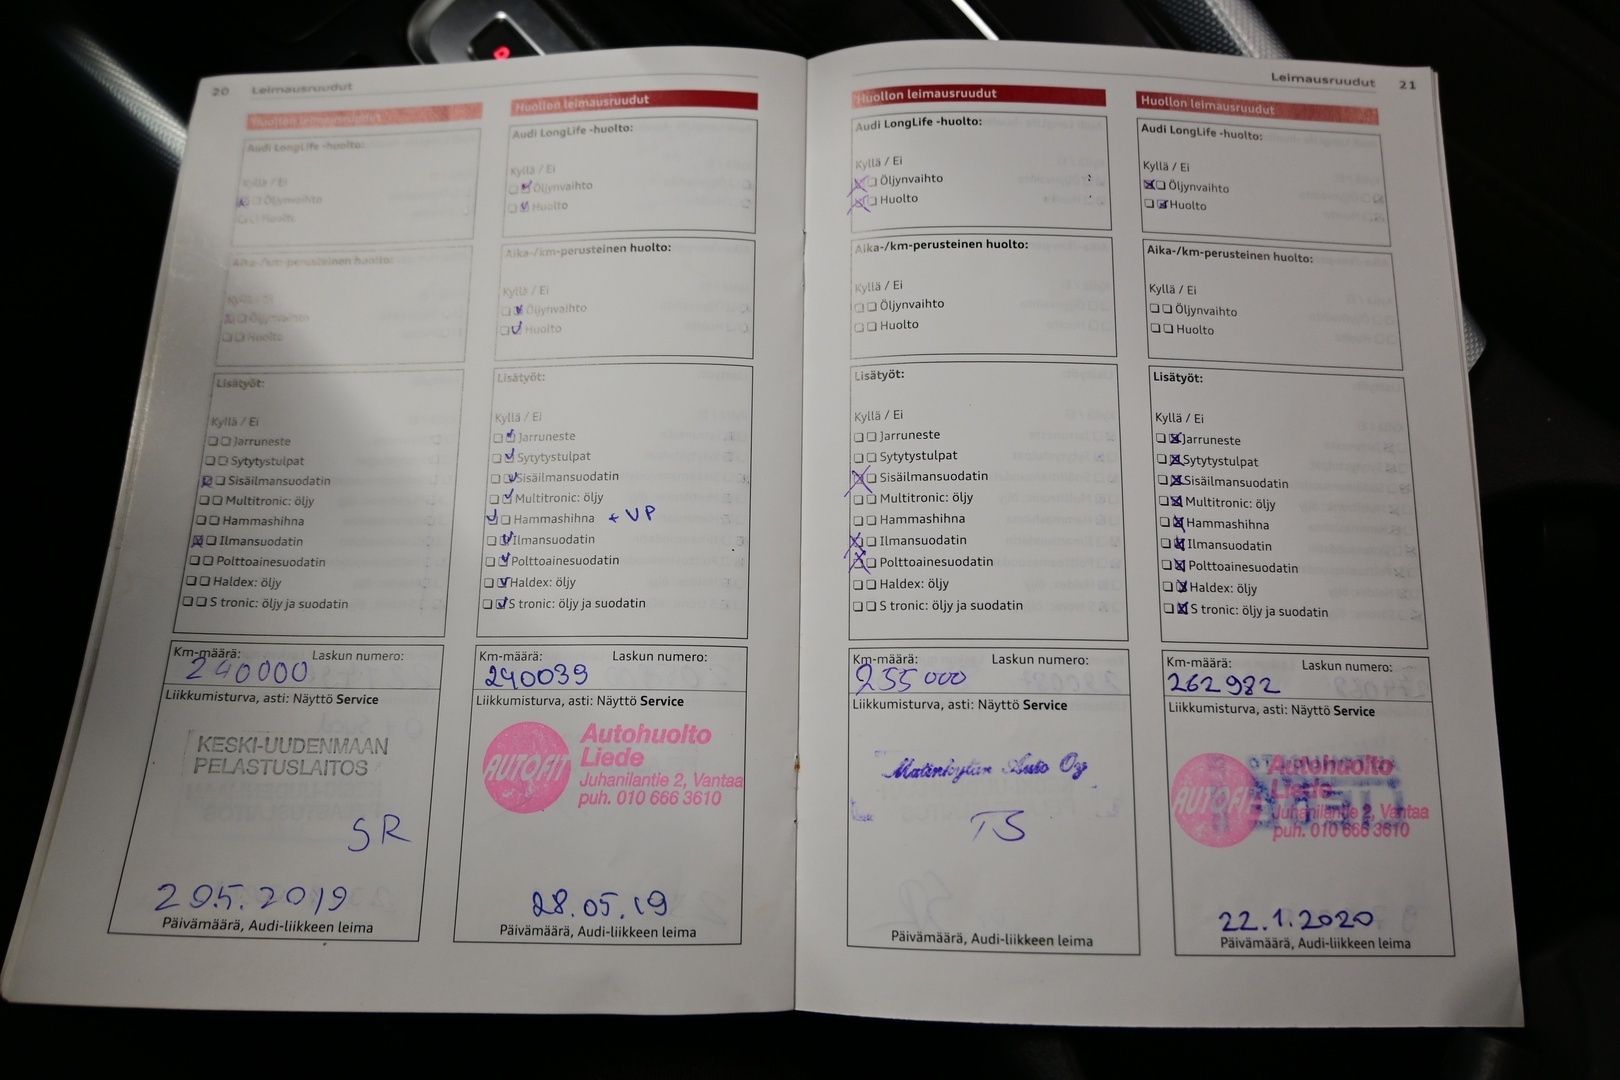 20 Leimausruudut
Huollon leimausruudut
Audi LongLife -huolto:
Kyllä / Ei
Öljynvaihto
Huolto
Aika-/km-perusteinen huolto:
Kyllä / Ei
Öljynvaihto
Huolto
Lisätyöt:
Kyllä / Ei
Jarruneste
Sytytystulpat
Sisäilmansuodatin
Multitronic: öljy
Hammashihna
Ilmansuodatin
Polttoainesuodatin
Haldex: öljy
S tronic: öljy ja suodatin
Km-määrä: Laskun numero:
240000
Liikkumisturva, asti: Näyttö Service
KESKI-UUDENMAAN
PELASTUSLAITOS
SR
29.5.2019
Päivämäärä, Audi-liikkeen leima
Huollon leimausruudut
Audi LongLife -huolto:
Kyllä / Ei
Öljynvaihto
Huolto
Aika-/km-perusteinen huolto:
Kyllä / Ei
Öljynvaihto
Huolto
Lisätyöt:
Kyllä / Ei
Jarruneste
Sytytystulpat
Sisäilmansuodatin
Multitronic: öljy
Hammashihna + VP
Ilmansuodatin
Polttoainesuodatin
Haldex: öljy
S tronic: öljy ja suodatin
Km-määrä: Laskun numero:
240039
Liikkumisturva, asti: Näyttö Service
AUTOFIT
Autohuolto
Liede
Juhanilantie 2, Vantaa
puh. 010 666 3610
28.05.19
Päivämäärä, Audi-liikkeen leima
Leimausruudut 21
Huollon leimausruudut
Audi LongLife -huolto:
Kyllä / Ei
Öljynvaihto
Huolto
Aika-/km-perusteinen huolto:
Kyllä / Ei
Öljynvaihto
Huolto
Lisätyöt:
Kyllä / Ei
Jarruneste
Sytytystulpat
Sisäilmansuodatin
Multitronic: öljy
Hammashihna
Ilmansuodatin
Polttoainesuodatin
Haldex: öljy
S tronic: öljy ja suodatin
Km-määrä: Laskun numero:
255000
Liikkumisturva, asti: Näyttö Service
Matinkylän Auto Oy
TS
Päivämäärä, Audi-liikkeen leima
Huollon leimausruudut
Audi LongLife -huolto:
Kyllä / Ei
Öljynvaihto
Huolto
Aika-/km-perusteinen huolto:
Kyllä / Ei
Öljynvaihto
Huolto
Lisätyöt:
Kyllä / Ei
Jarruneste
Sytytystulpat
Sisäilmansuodatin
Multitronic: öljy
Hammashihna
Ilmansuodatin
Polttoainesuodatin
Haldex: öljy
S tronic: öljy ja suodatin
Km-määrä: Laskun numero:
262982
Liikkumisturva, asti: Näyttö Service
AUTOFIT
Autohuolto
Liede
Juhanilantie 2, Vantaa
puh. 010 666 3610
22.1.2020
Päivämäärä, Audi-liikkeen leima